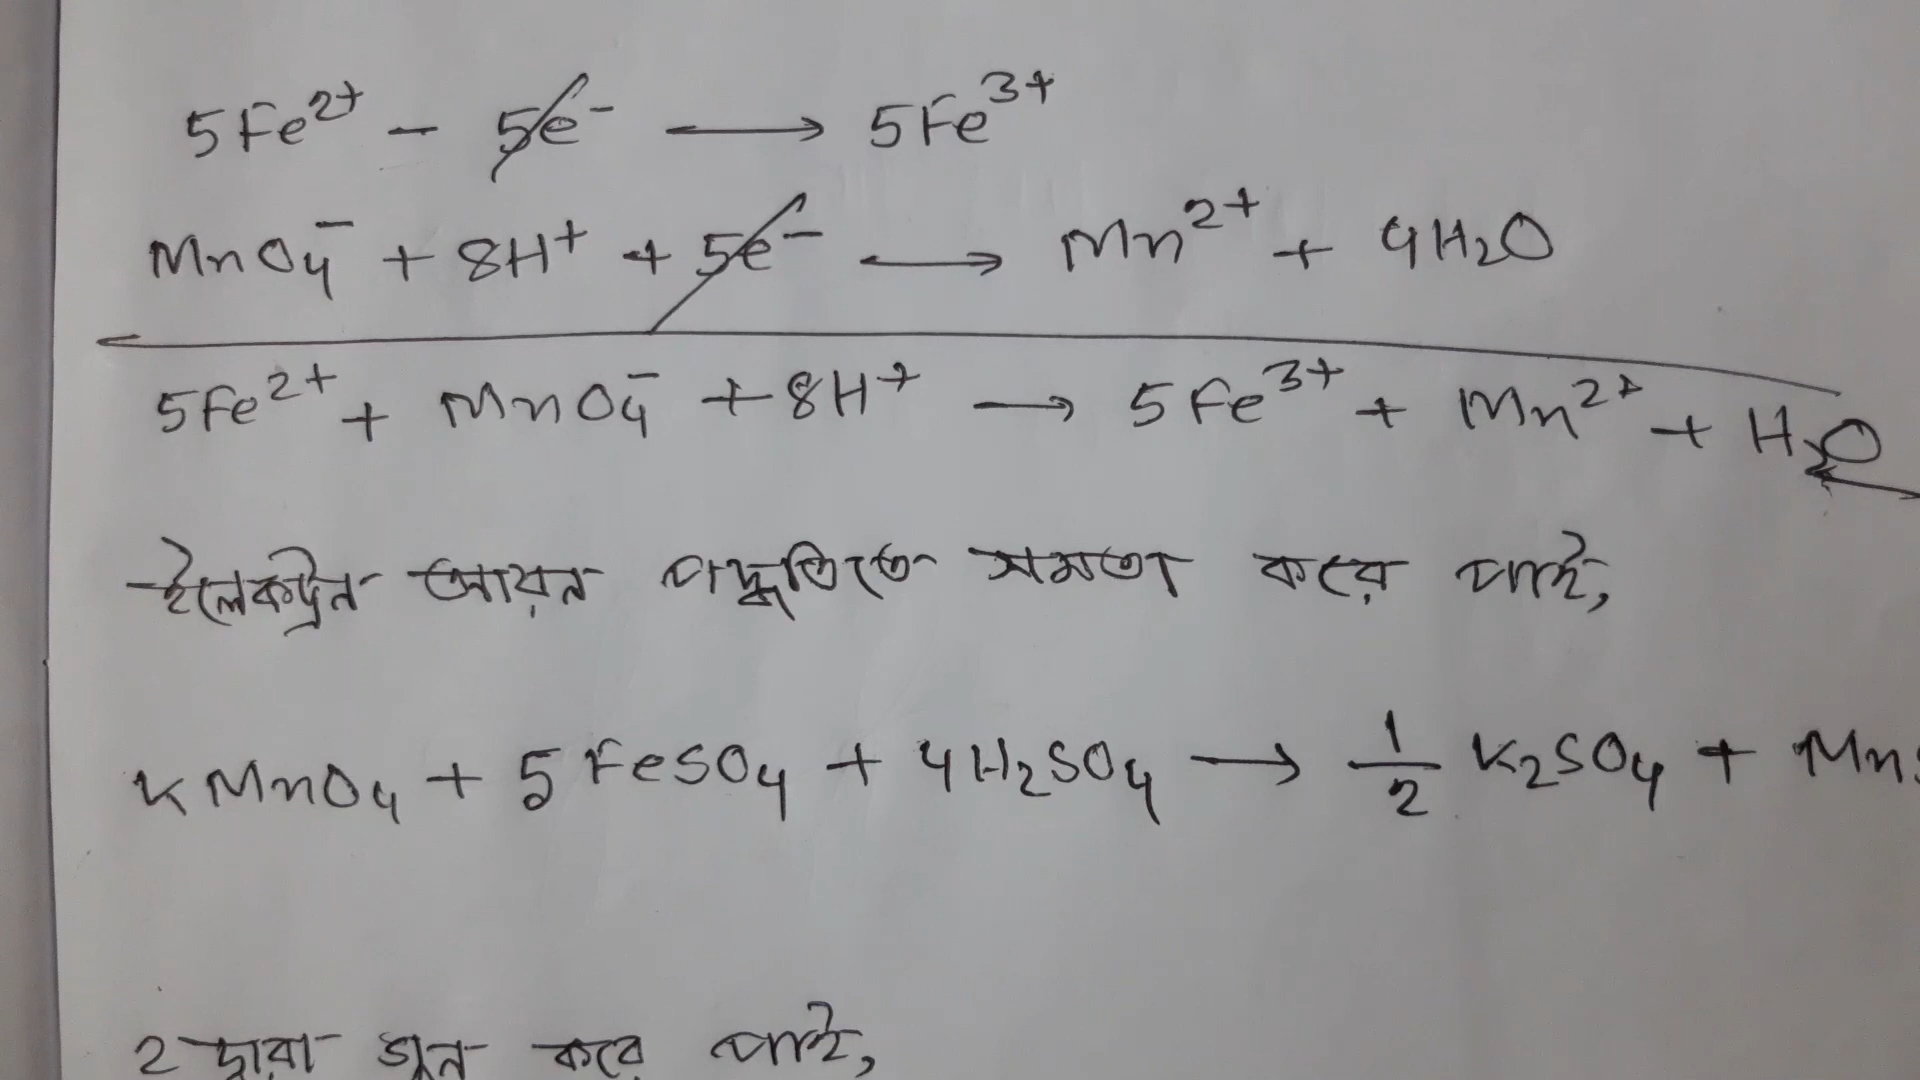 5Fe²⁺ – 5e⁻ ⟶ 5Fe³⁺
MnO₄⁻ + 8H⁺ + 5e⁻ ⟶ Mn²⁺ + 4H₂O
5Fe²⁺ + MnO₄⁻ + 8H⁺ ⟶ 5Fe³⁺ + Mn²⁺ + H₂O
ইলেকট্রন আয়ন পদ্ধতিতে সমতা করে পাই,
KMnO₄ + 5FeSO₄ + 4H₂SO₄ ⟶ 1/2 K₂SO₄ + Mn
2 দ্বারা গুন করে পাই,